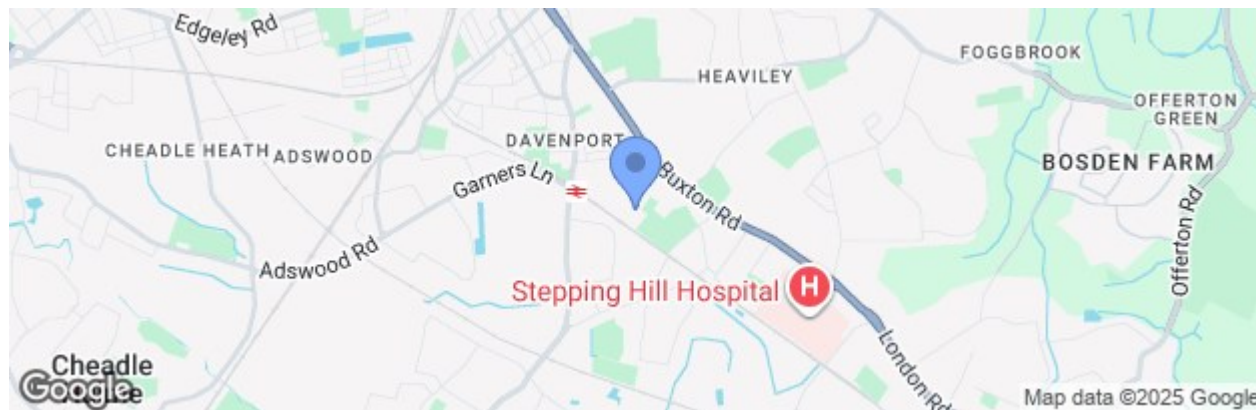 Edgeley Rd
FOGGBROOK
HEAVILEY
OFFERTON
GREEN
DAVENPORT
CHEADLE HEATH
ADSWOOD
BOSDEN FARM
Garners Ln
Buxton Rd
Offerton Rd
Adswood Rd
Stepping Hill Hospital
H
London Rd
Cheadle
Google
Map data ©2025 Google